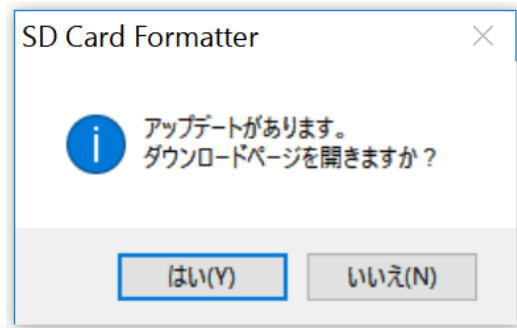 SD Card Formatter
アップデートがあります。
ダウンロードページを開きますか？
はい(Y)
いいえ(N)